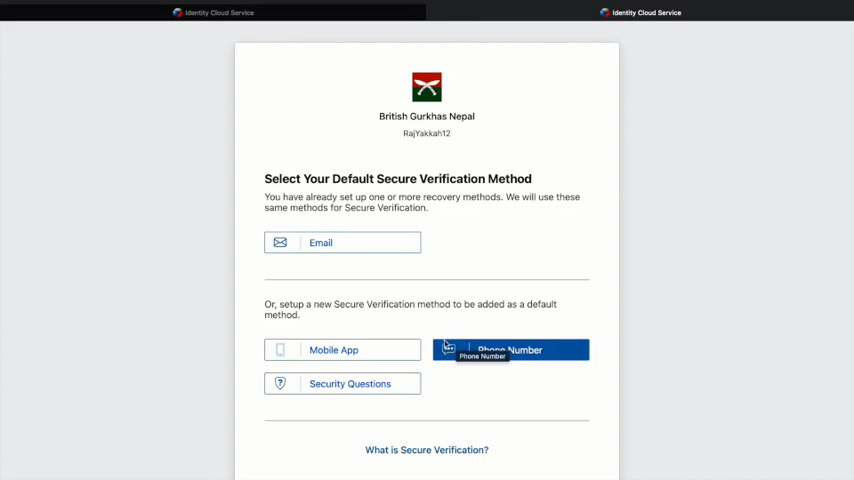 Identity Cloud Service
Identity Cloud Service
British Gurkhas Nepal
RajYakkah12
Select Your Default Secure Verification Method
You have already set up one or more recovery methods. We will use these
same methods for Secure Verification.
Email
Or, setup a new Secure Verification method to be added as a default
method.
Mobile App
Phone Number
Phone Number
Security Questions
What is Secure Verification?